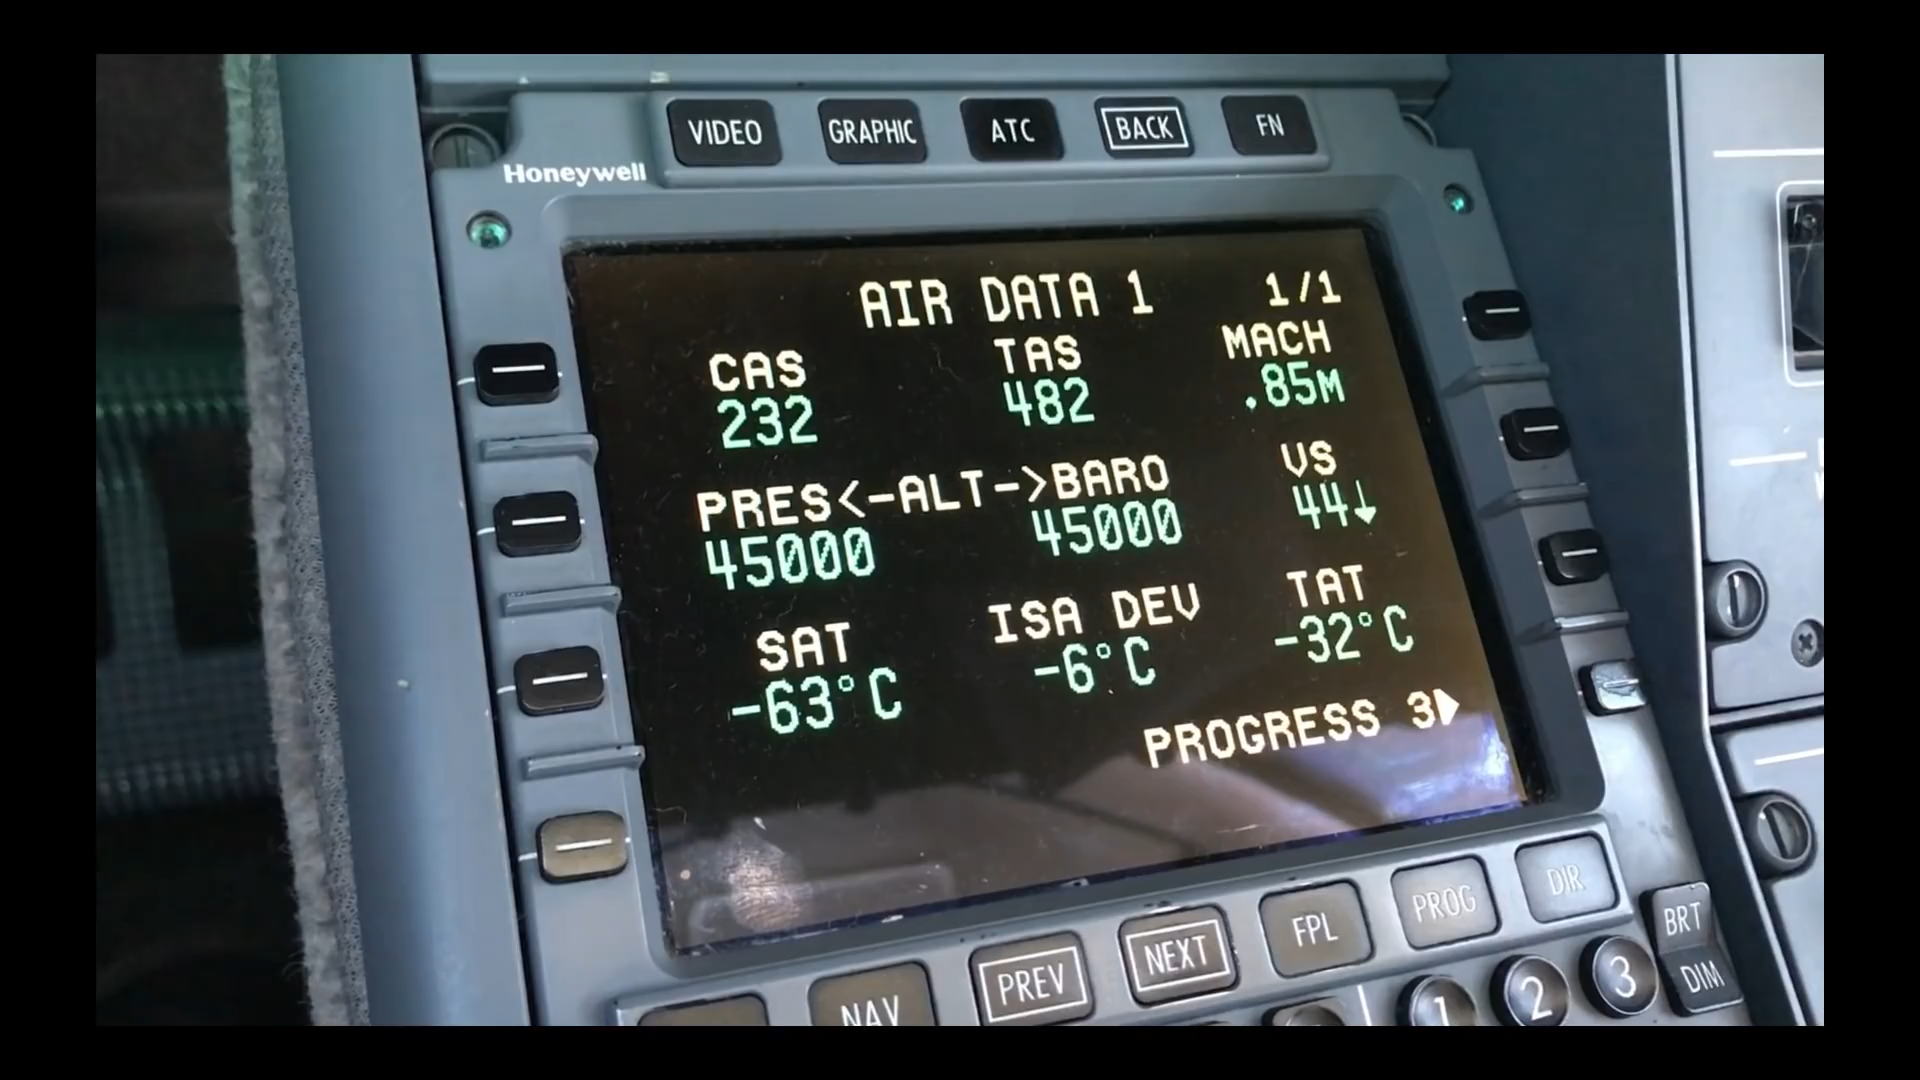 VIDEO GRAPHIC ATC BACK FN
Honeywell
AIR DATA 1 1/1
CAS TAS MACH
232 482 .85M
PRES<-ALT->BARO VS
45000 45000 44↓
SAT ISA DEV TAT
-63°C -6°C -32°C
PROGRESS 3▶
NAV PREV NEXT FPL PROG DIR
BRT
1 2 3 DIM